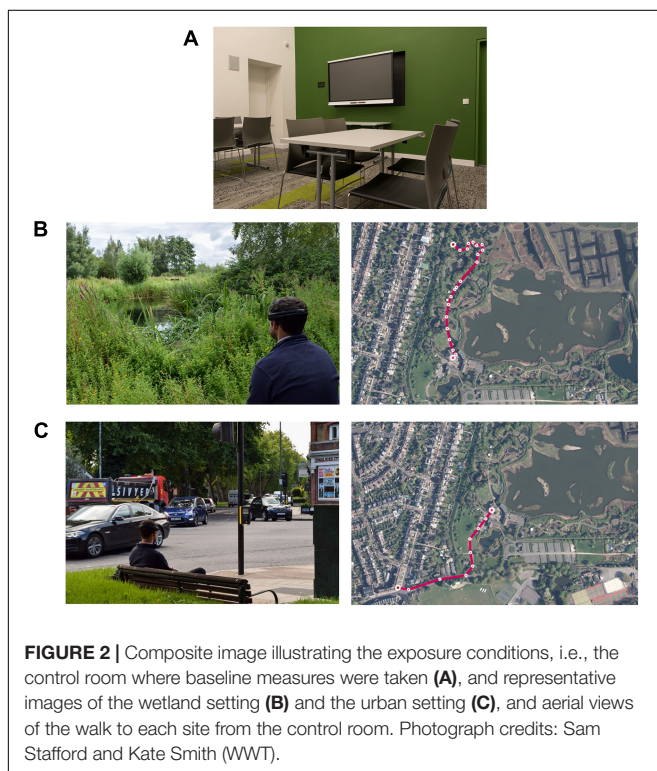 A
B
C
SIVYER
FIGURE 2 | Composite image illustrating the exposure conditions, i.e., the
control room where baseline measures were taken (A), and representative
images of the wetland setting (B) and the urban setting (C), and aerial views
of the walk to each site from the control room. Photograph credits: Sam
Stafford and Kate Smith (WWT).